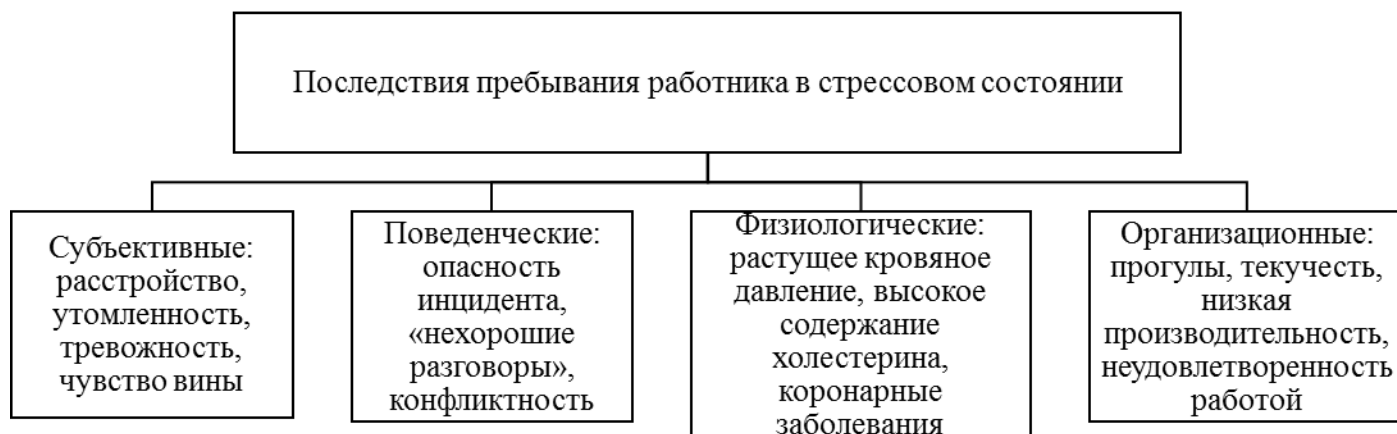 Последствия пребывания работника в стрессовом состоянии
Субъективные:
расстройство,
утомленность,
тревожность,
чувство вины
Поведенческие:
опасность
инцидента,
«нехорошие
разговоры»,
конфликтность
Физиологические:
растущее кровяное
давление, высокое
содержание
холестерина,
коронарные
заболевания
Организационные:
прогулы, текучесть,
низкая
производительность,
неудовлетворенность
работой